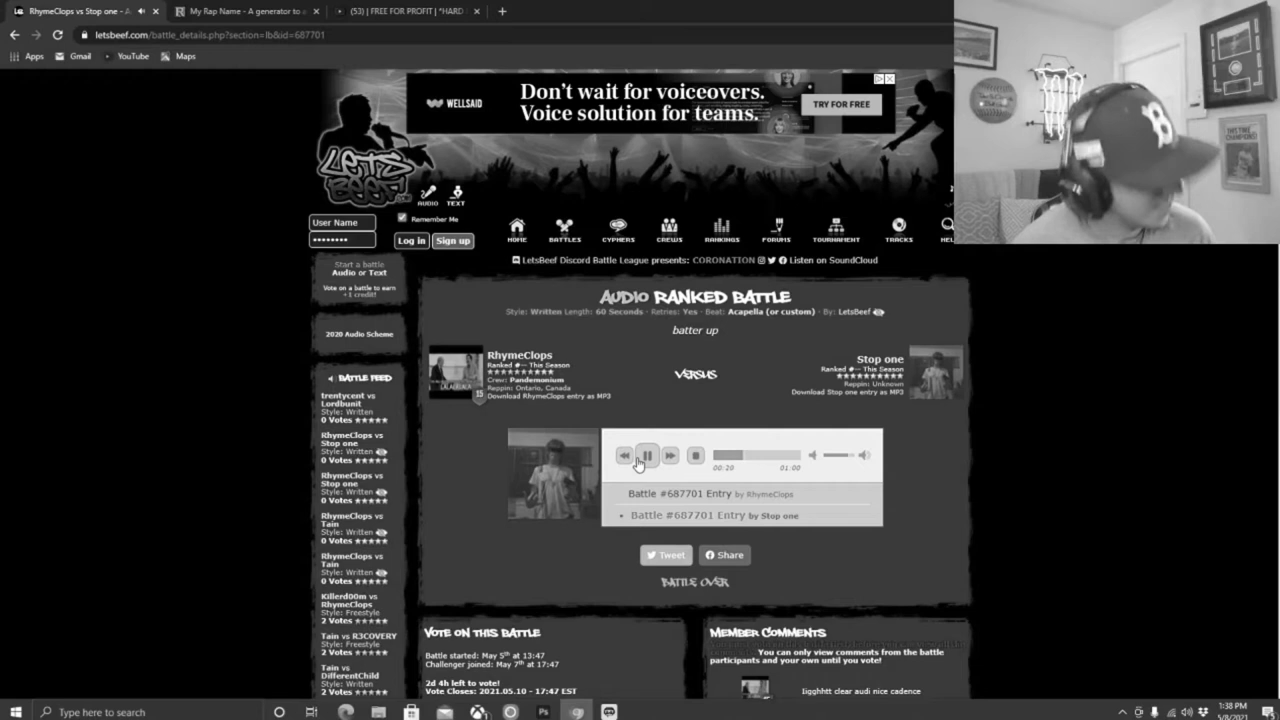 RhymeClops vs Stop one - A
My Rap Name - A generator to a
(53) | FREE FOR PROFIT | *HARD
letsbeef.com/battle_details.php?section=lb&id=687701
Apps
Gmail
YouTube
Maps
WELLSAID
Don't wait for voiceovers.
Voice solution for teams.
TRY FOR FREE
LETS
BEEF
AUDIO
TEXT
User Name
Remember Me
Log in
Sign up
HOME
BATTLES
CYPHERS
CREWS
RANKINGS
FORUMS
TOURNAMENT
TRACKS
HEL
LetsBeef Discord Battle League presents: CORONATION Listen on SoundCloud
Start a battle
Audio or Text
Vote on a battle to earn
+1 credit!
2020 Audio Scheme
BATTLE FEED
trentycent vs
Lordbunit
Style: Written
0 Votes ★★★★★
RhymeClops vs
Stop one
Style: Written
0 Votes ★★★★★
RhymeClops vs
Stop one
Style: Written
0 Votes ★★★★★
RhymeClops vs
Tain
Style: Written
0 Votes ★★★★★
RhymeClops vs
Tain
Style: Written
0 Votes ★★★★★
Killerd00m vs
RhymeClops
Style: Freestyle
2 Votes ★★★★★
Tain vs R3COVERY
Style: Freestyle
2 Votes ★★★★★
Tain vs
DifferentChild
Style: Written
2 Votes ★★★★★
AUDIO RANKED BATTLE
Style: Written Length: 60 Seconds · Retries: Yes · Beat: Acapella (or custom) · By: LetsBeef
batter up
RhymeClops
Ranked #-- This Season
★★★★★★★★★★
Crew: Pandemonium
Reppin: Ontario, Canada
Download RhymeClops entry as MP3
15
VERSUS
Stop one
Ranked #-- This Season
★★★★★★★★★★
Reppin: Unknown
Download Stop one entry as MP3
00:20
01:00
Battle #687701 Entry by RhymeClops
• Battle #687701 Entry by Stop one
Tweet
Share
BATTLE OVER
VOTE ON THIS BATTLE
Battle started: May 5th at 13:47
Challenger joined: May 7th at 17:47
2d 4h left to vote!
Vote Closes: 2021.05.10 - 17:47 EST
MEMBER COMMENTS
You can only view comments from the battle
participants and your own until you vote!
Iigghhtt clear audi nice cadence
B
Type here to search
Ps
1:38 PM
5/8/2021